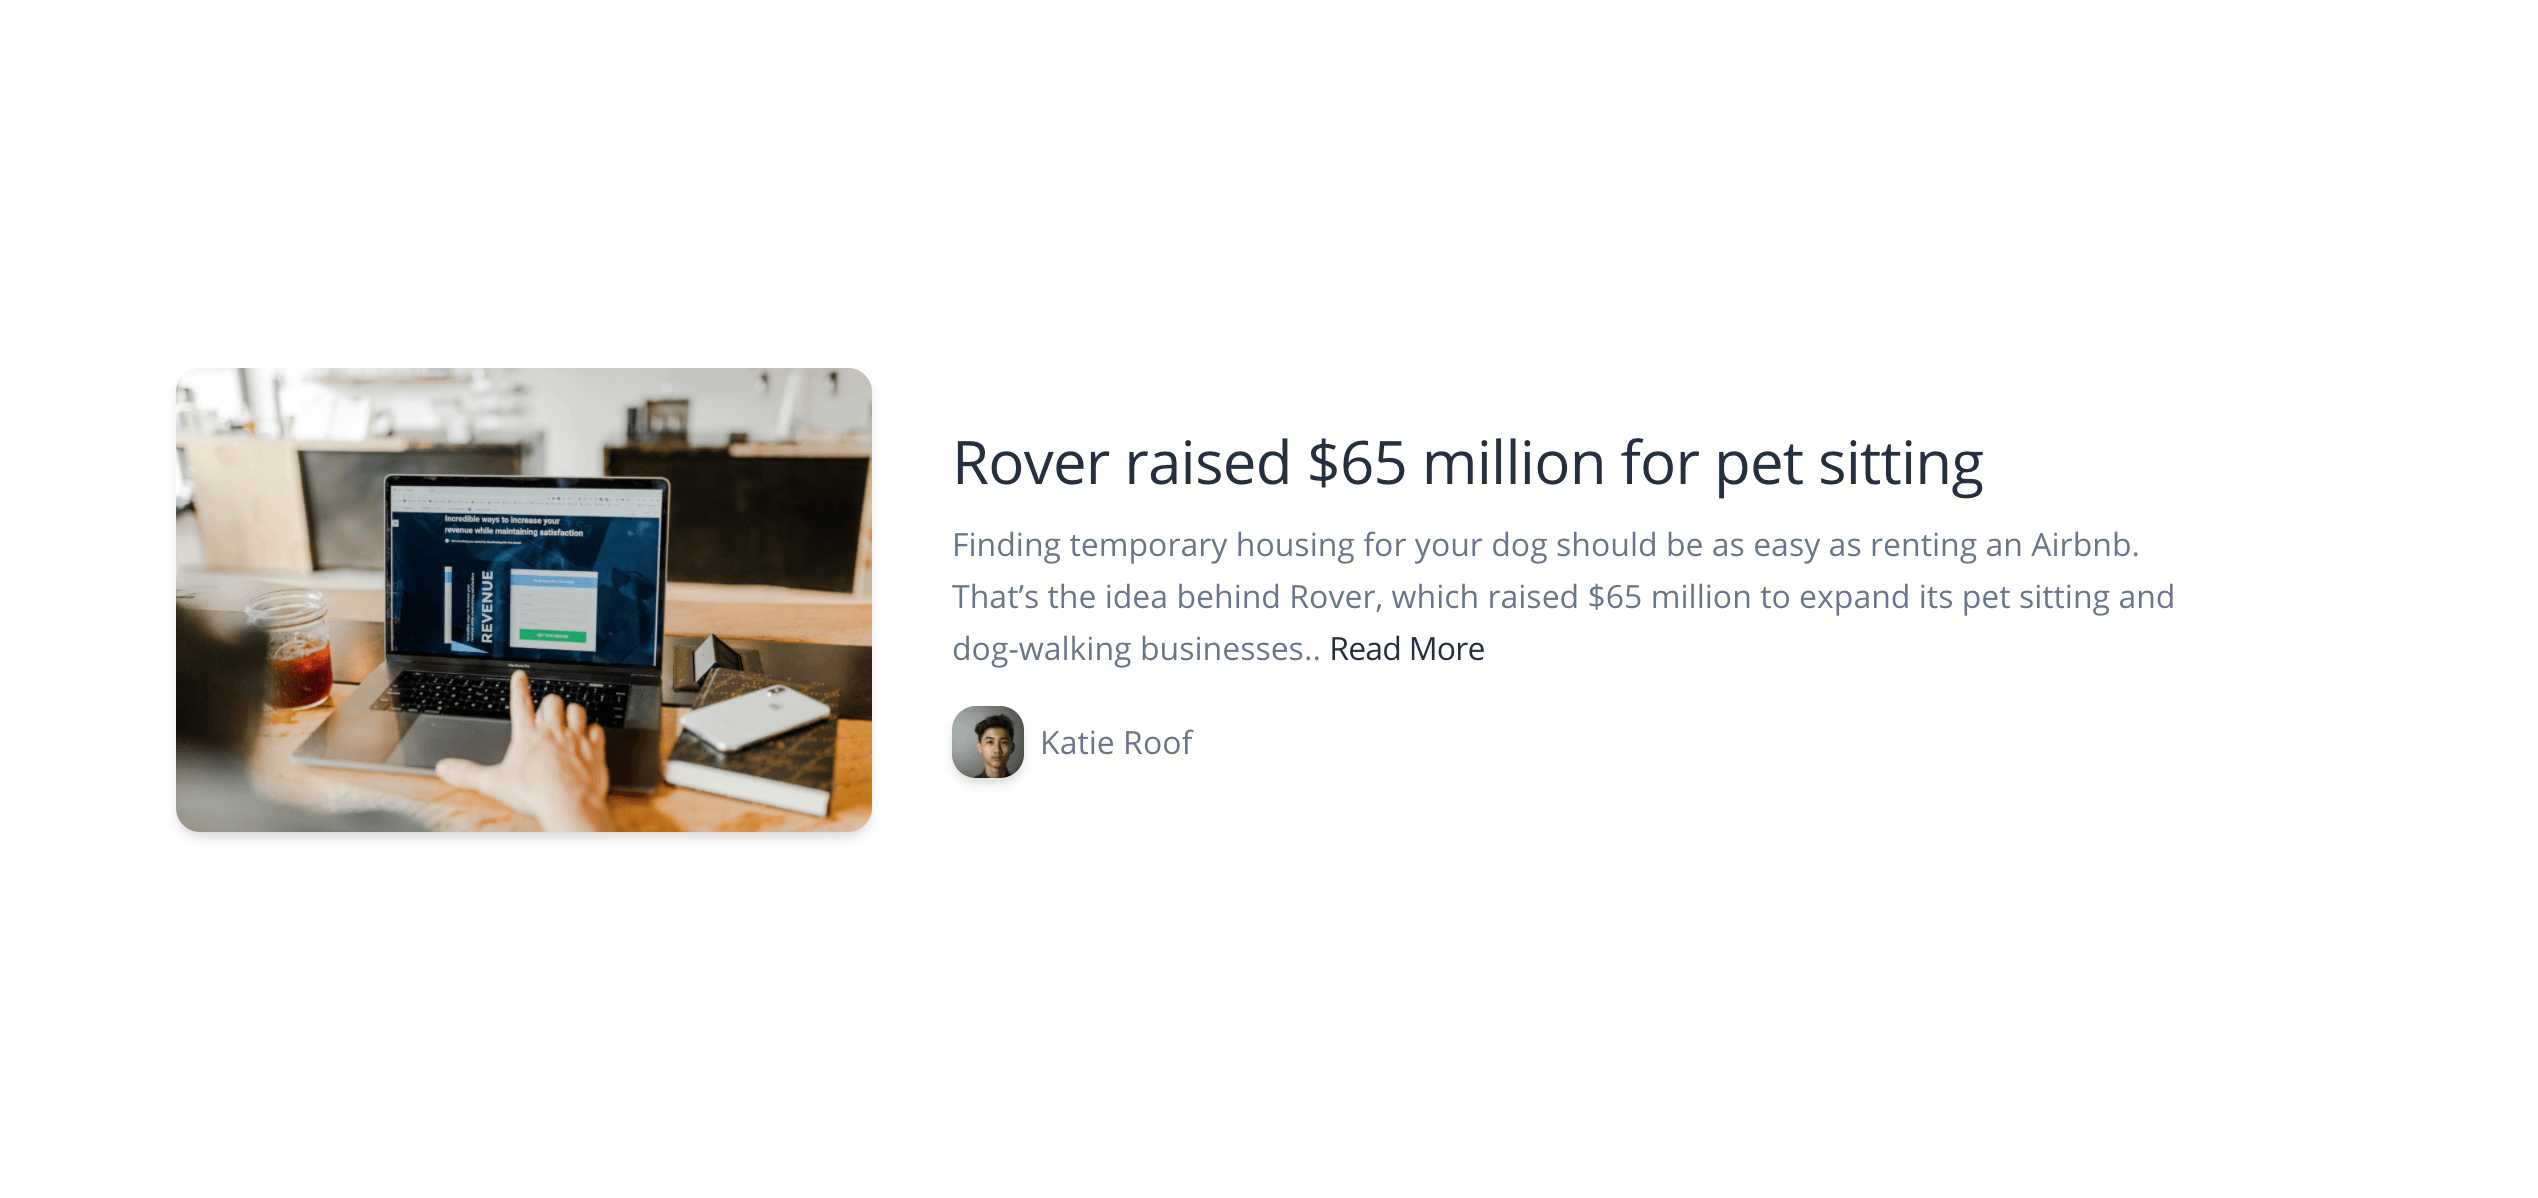 Incredible ways to increase your
revenue while maintaining satisfaction
REVENUE
Rover raised $65 million for pet sitting
Finding temporary housing for your dog should be as easy as renting an Airbnb.
That’s the idea behind Rover, which raised $65 million to expand its pet sitting and
dog-walking businesses.. Read More
Katie Roof